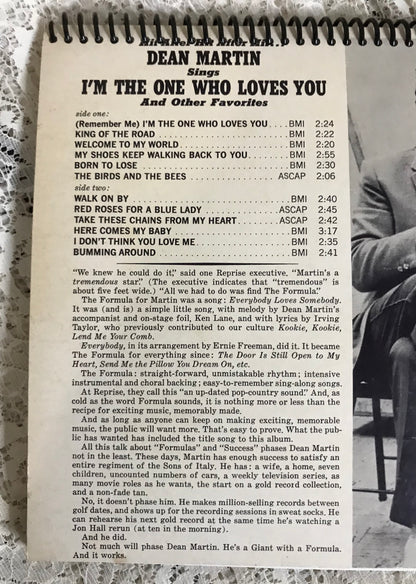 Hit After Hit After Hit...
DEAN MARTIN
Sings
I'M THE ONE WHO LOVES YOU
And Other Favorites
side one:
(Remember Me) I'M THE ONE WHO LOVES YOU....BMI 2:24
KING OF THE ROAD....................BMI 2:22
WELCOME TO MY WORLD....................BMI 2:20
MY SHOES KEEP WALKING BACK TO YOU.......BMI 2:55
BORN TO LOSE....................BMI 2:30
THE BIRDS AND THE BEES..............ASCAP 2:06
side two:
WALK ON BY....................BMI 2:40
RED ROSES FOR A BLUE LADY............ASCAP 2:45
TAKE THESE CHAINS FROM MY HEART........ASCAP 2:42
HERE COMES MY BABY....................BMI 3:17
I DON'T THINK YOU LOVE ME..............BMI 2:35
BUMMING AROUND....................BMI 2:41
"We knew he could do it," said one Reprise executive. "Martin's a
tremendous star." (The executive indicates that "tremendous" is
about five feet wide.) "All we had to do was find The Formula."
The Formula for Martin was a song: Everybody Loves Somebody.
It was (and is) a simple little song, with melody by Dean Martin's
accompanist and on-stage foil, Ken Lane, and with lyrics by Irving
Taylor, who previously contributed to our culture Kookie, Kookie,
Lend Me Your Comb.
Everybody, in its arrangement by Ernie Freeman, did it. It became
The Formula for everything since: The Door Is Still Open to My
Heart, Send Me the Pillow You Dream On, etc.
The Formula: straight-forward, unmistakable rhythm; intensive
instrumental and choral backing; easy-to-remember sing-along songs.
At Reprise, they call this "an up-dated pop-country sound." And, as
cold as the word Formula sounds, it is nothing more or less than the
recipe for exciting music, memorably made.
And as long as anyone can keep on making exciting, memorable
music, the public will want more. That's easy to prove. What the pub-
lic has wanted has included the title song to this album.
All this talk about "Formulas" and "Success" phases Dean Martin
not in the least. These days, Martin has enough success to satisfy an
entire regiment of the Sons of Italy. He has: a wife, a home, seven
children, uncounted numbers of cars, a weekly television series, as
many movie roles as he wants, the start on a gold record collection,
and a non-fade tan.
No, it doesn't phase him. He makes million-selling records between
golf dates, and shows up for the recording sessions in sweat socks. He
can rehearse his next gold record at the same time he's watching a
Jon Hall rerun (at ten in the morning).
And he did.
Not much will phase Dean Martin. He's a Giant with a Formula.
And it works.